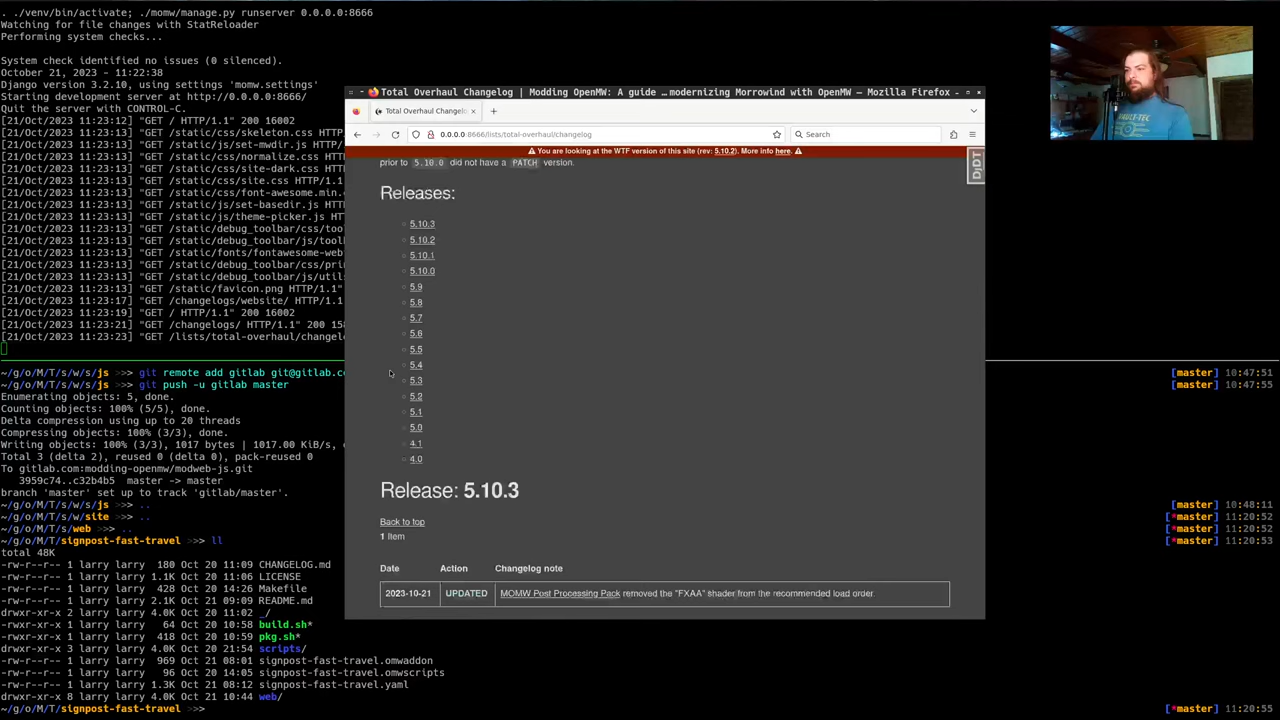 . ./venv/bin/activate; ./momw/manage.py runserver 0.0.0.0:8666
Watching for file changes with StatReloader
Performing system checks...
System check identified no issues (0 silenced).
October 21, 2023 - 11:22:38
Django version 3.2.10, using settings 'momw.settings'
Starting development server at http://0.0.0.0:8666/
Quit the server with CONTROL-C.
[21/Oct/2023 11:23:12] "GET / HTTP/1.1" 200 16002
[21/Oct/2023 11:23:13] "GET /static/css/skeleton.css HTTP
[21/Oct/2023 11:23:13] "GET /static/js/set-mwdir.js HTTP/
[21/Oct/2023 11:23:13] "GET /static/css/normalize.css HTT
[21/Oct/2023 11:23:13] "GET /static/css/site-dark.css HTT
[21/Oct/2023 11:23:13] "GET /static/css/site.css HTTP/1.1
[21/Oct/2023 11:23:13] "GET /static/css/font-awesome.min.
[21/Oct/2023 11:23:13] "GET /static/js/set-basedir.js HTT
[21/Oct/2023 11:23:13] "GET /static/js/theme-picker.js HT
[21/Oct/2023 11:23:13] "GET /static/debug_toolbar/css/too
[21/Oct/2023 11:23:13] "GET /static/debug_toolbar/js/tool
[21/Oct/2023 11:23:13] "GET /static/fonts/fontawesome-web
[21/Oct/2023 11:23:13] "GET /static/debug_toolbar/css/pri
[21/Oct/2023 11:23:13] "GET /static/debug_toolbar/js/util
[21/Oct/2023 11:23:13] "GET /static/favicon.png HTTP/1.1"
[21/Oct/2023 11:23:17] "GET /changelogs/website/ HTTP/1.1
[21/Oct/2023 11:23:19] "GET / HTTP/1.1" 200 16002
[21/Oct/2023 11:23:21] "GET /changelogs/ HTTP/1.1" 200 15
[21/Oct/2023 11:23:23] "GET /lists/total-overhaul/changel
~/g/o/M/T/s/w/s/js >>> git remote add gitlab git@gitlab.co [master] 10:47:51
~/g/o/M/T/s/w/s/js >>> git push -u gitlab master [master] 10:47:55
Enumerating objects: 5, done.
Counting objects: 100% (5/5), done.
Delta compression using up to 20 threads
Compressing objects: 100% (3/3), done.
Writing objects: 100% (3/3), 1017 bytes | 1017.00 KiB/s,
Total 3 (delta 2), reused 0 (delta 0), pack-reused 0
To gitlab.com:modding-openmw/modweb-js.git
3959c74..c32b4b5 master -> master
branch 'master' set up to track 'gitlab/master'.
~/g/o/M/T/s/w/s/js >>> .. [master] 10:48:11
~/g/o/M/T/s/w/site >>> .. [*master] 11:20:52
~/g/o/M/T/s/web >>> .. [*master] 11:20:52
~/g/o/M/T/signpost-fast-travel >>> ll [*master] 11:20:53
total 48K
-rw-r--r-- 1 larry larry 180 Oct 20 11:09 CHANGELOG.md
-rw-r--r-- 1 larry larry 1.1K Oct 11 11:06 LICENSE
-rw-r--r-- 1 larry larry 428 Oct 20 14:26 Makefile
-rw-r--r-- 1 larry larry 2.1K Oct 21 09:09 README.md
drwxr-xr-x 2 larry larry 4.0K Oct 20 11:02 _/
-rwxr-xr-x 1 larry larry 64 Oct 20 10:58 build.sh*
-rwxr-xr-x 1 larry larry 418 Oct 20 10:59 pkg.sh*
drwxr-xr-x 3 larry larry 4.0K Oct 20 21:54 scripts/
-rw-r--r-- 1 larry larry 969 Oct 21 08:01 signpost-fast-travel.omwaddon
-rw-r--r-- 1 larry larry 96 Oct 20 14:05 signpost-fast-travel.omwscripts
-rw-r--r-- 1 larry larry 1.3K Oct 21 08:12 signpost-fast-travel.yaml
drwxr-xr-x 8 larry larry 4.0K Oct 21 10:44 web/
~/g/o/M/T/signpost-fast-travel >>> [*master] 11:20:55
Total Overhaul Changelog | Modding OpenMW: A guide ...modernizing Morrowind with OpenMW — Mozilla Firefox
Total Overhaul Changelo
0.0.0.0:8666/lists/total-overhaul/changelog
Search
You are looking at the WTF version of this site (rev: 5.10.2). More info here.
prior to 5.10.0 did not have a PATCH version.
DjDT
Releases:
5.10.3
5.10.2
5.10.1
5.10.0
5.9
5.8
5.7
5.6
5.5
5.4
5.3
5.2
5.1
5.0
4.1
4.0
Release: 5.10.3
Back to top
1 Item
Date Action Changelog note
2023-10-21 UPDATED MOMW Post Processing Pack removed the "FXAA" shader from the recommended load order.